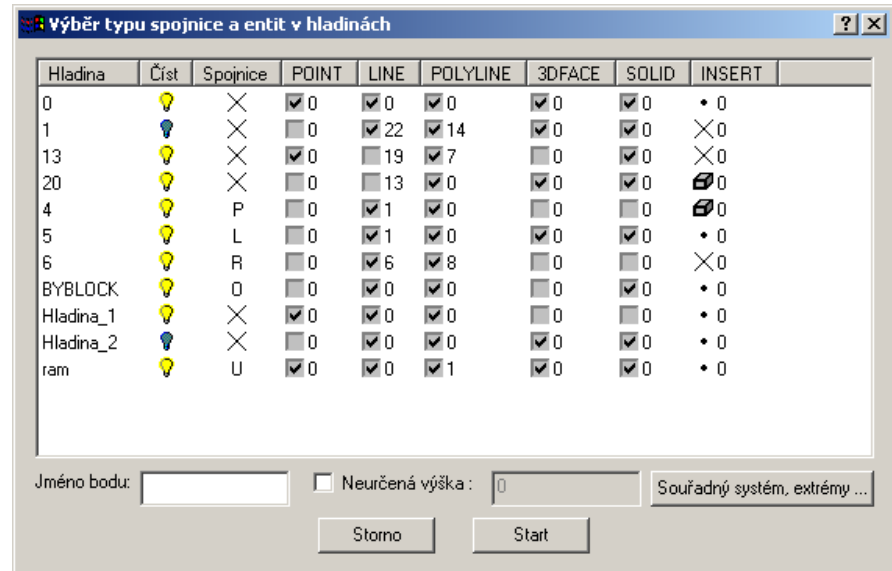 Výběr typu spojnice a entit v hladinách
Hladina Číst Spojnice POINT LINE POLYLINE 3DFACE SOLID INSERT
0 0 0 0 0 0 0
1 0 22 14 0 0 0
13 0 19 7 0 0 0
20 0 13 0 0 0 0
4 P 0 1 0 0 0 0
5 L 0 1 0 0 0 0
6 R 0 6 8 0 0 0
BYBLOCK O 0 0 0 0 0 0
Hladina_1 0 0 0 0 0 0
Hladina_2 0 0 0 0 0 0
ram U 0 0 1 0 0 0
Jméno bodu: Neurčená výška : 0 Souřadný systém, extrémy ...
Storno Start